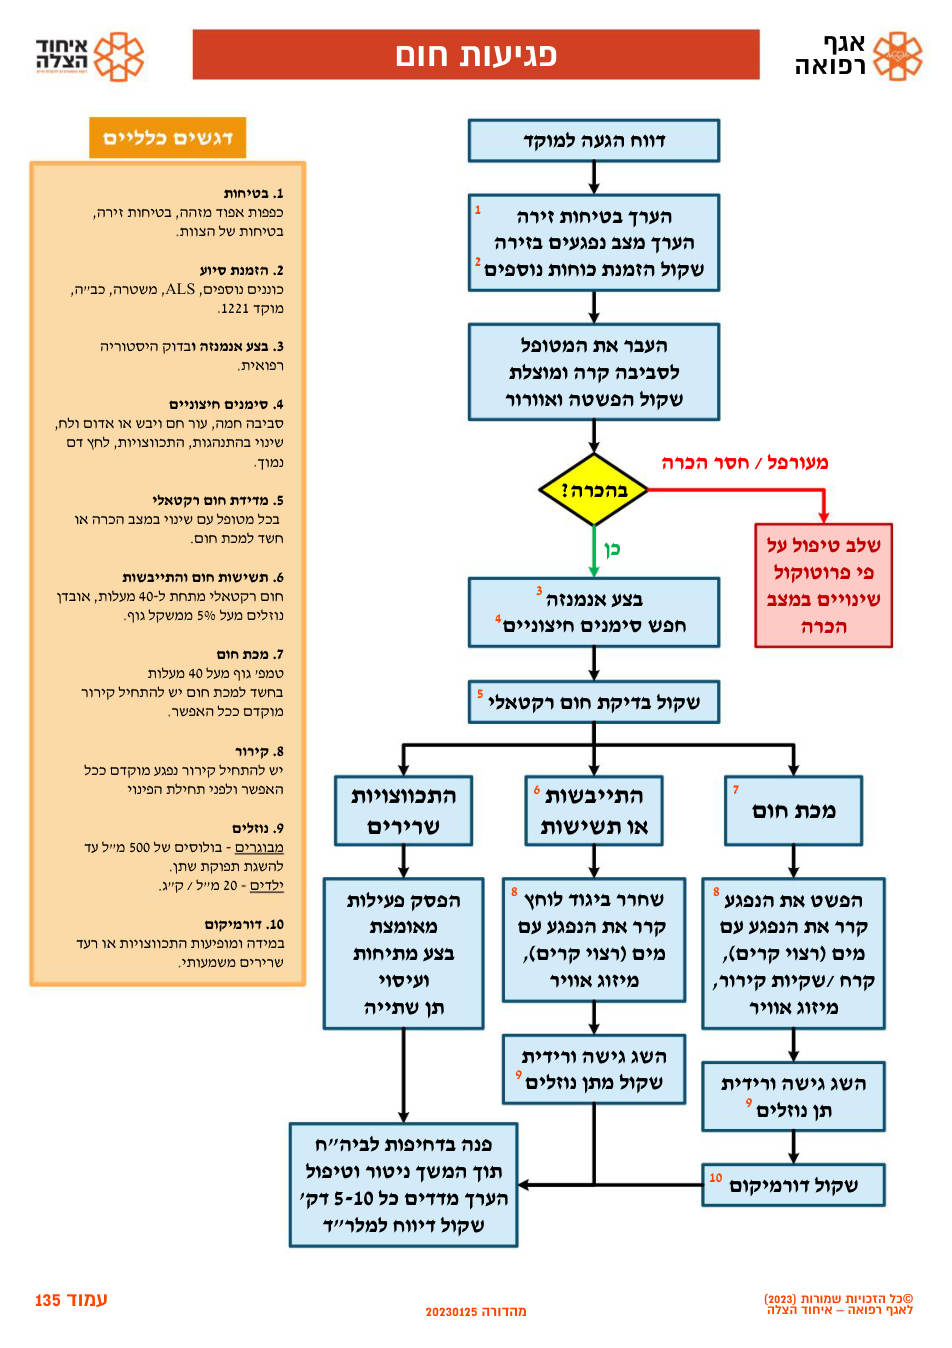 אגף
רפואה
פגיעות חום
איחוד
הצלה
דווח הגעה למוקד
1 הערך בטיחות זירה
הערך מצב נפגעים בזירה
שקול הזמנת כוחות נוספים 2
העבר את המטופל
לסביבה קרה ומוצלת
שקול הפשטה ואוורור
בהכרה?
מעורפל / חסר הכרה
שלב טיפול על
פי פרוטוקול
שינויים במצב
הכרה
כן
בצע אנמנזה 3
חפש סימנים חיצוניים 4
שקול בדיקת חום רקטאלי 5
מכת חום 7
הפשט את הנפגע 8
קרר את הנפגע עם
מים (רצוי קרים),
קרח /שקיות קירור,
מיזוג אוויר
השג גישה ורידית
תן נוזלים 9
שקול דורמיקום 10
התייבשות 6
או תשישות
שחרר ביגוד לוחץ 8
קרר את הנפגע עם
מים (רצוי קרים),
מיזוג אוויר
השג גישה ורידית
שקול מתן נוזלים 9
התכווצויות
שרירים
הפסק פעילות
מאומצת
בצע מתיחות
ועיסוי
תן שתייה
פנה בדחיפות לביה״ח
תוך המשך ניטור וטיפול
הערך מדדים כל 5-10 דק׳
שקול דיווח למלר״ד
דגשים כלליים
1. בטיחות
כפפות אפוד מזהה, בטיחות זירה,
בטיחות של הצוות.
2. הזמנת סיוע
כוננים נוספים, ALS, משטרה, כב״ה,
מוקד 1221.
3. בצע אנמנזה ובדוק היסטוריה
רפואית.
4. סימנים חיצוניים
סביבה חמה, עור חם ויבש או אדום ולח,
שינוי בהתנהגות, התכווצויות, לחץ דם
נמוך.
5. מדידת חום רקטאלי
בכל מטופל עם שינוי במצב הכרה או
חשד למכת חום.
6. תשישות חום והתייבשות
חום רקטאלי מתחת ל-40 מעלות, אובדן
נוזלים מעל 5% ממשקל גוף.
7. מכת חום
טמפ׳ גוף מעל 40 מעלות
בחשד למכת חום יש להתחיל קירור
מוקדם ככל האפשר.
8. קירור
יש להתחיל קירור נפגע מוקדם ככל
האפשר ולפני תחילת הפינוי
9. נוזלים
מבוגרים - בולוסים של 500 מ״ל עד
להשגת תפוקת שתן.
ילדים - 20 מ״ל / ק״ג.
10. דורמיקום
במידה ומופיעות התכווצויות או רעד
שרירים משמעותי.
©כל הזכויות שמורות (2023)
לאגף רפואה – איחוד הצלה
מהדורה 20230125
עמוד 135